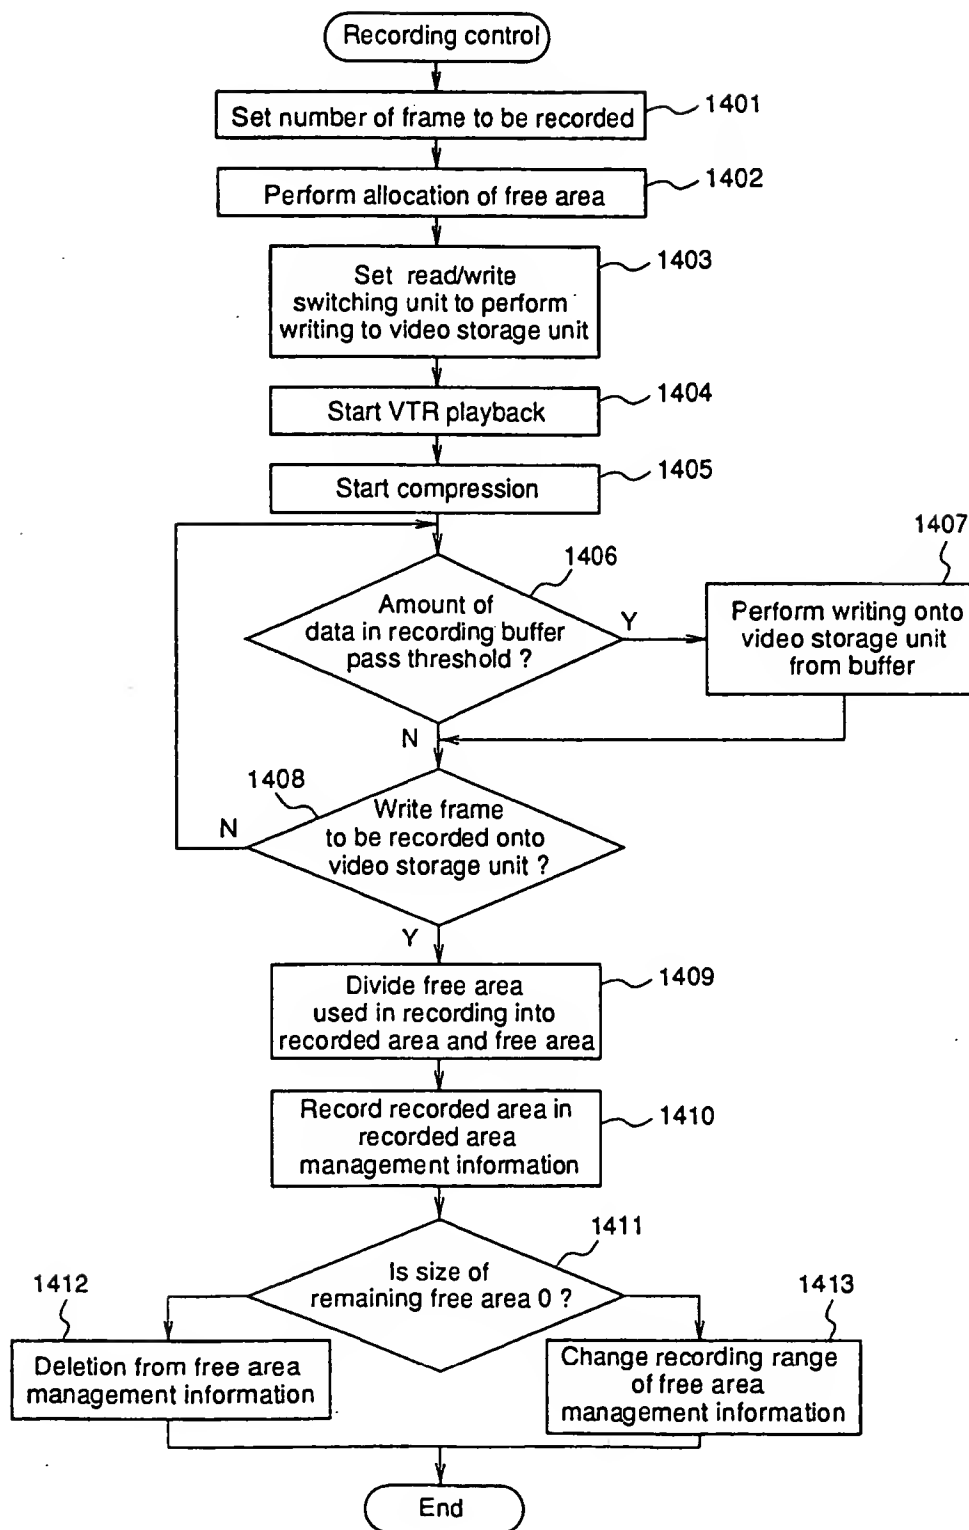 Recording control
1401
Set number of frame to be recorded
1402
Perform allocation of free area
1403
Set read/write
switching unit to perform
writing to video storage unit
1404
Start VTR playback
1405
Start compression
1406
1407
Amount of
data in recording buffer
pass threshold ?
Y
Perform writing onto
video storage unit
from buffer
N
1408
Write frame
to be recorded onto
video storage unit ?
N
Y
1409
Divide free area
used in recording into
recorded area and free area
1410
Record recorded area in
recorded area
management information
1411
Is size of
remaining free area 0 ?
1412
1413
Deletion from free area
management information
Change recording range
of free area
management information
End